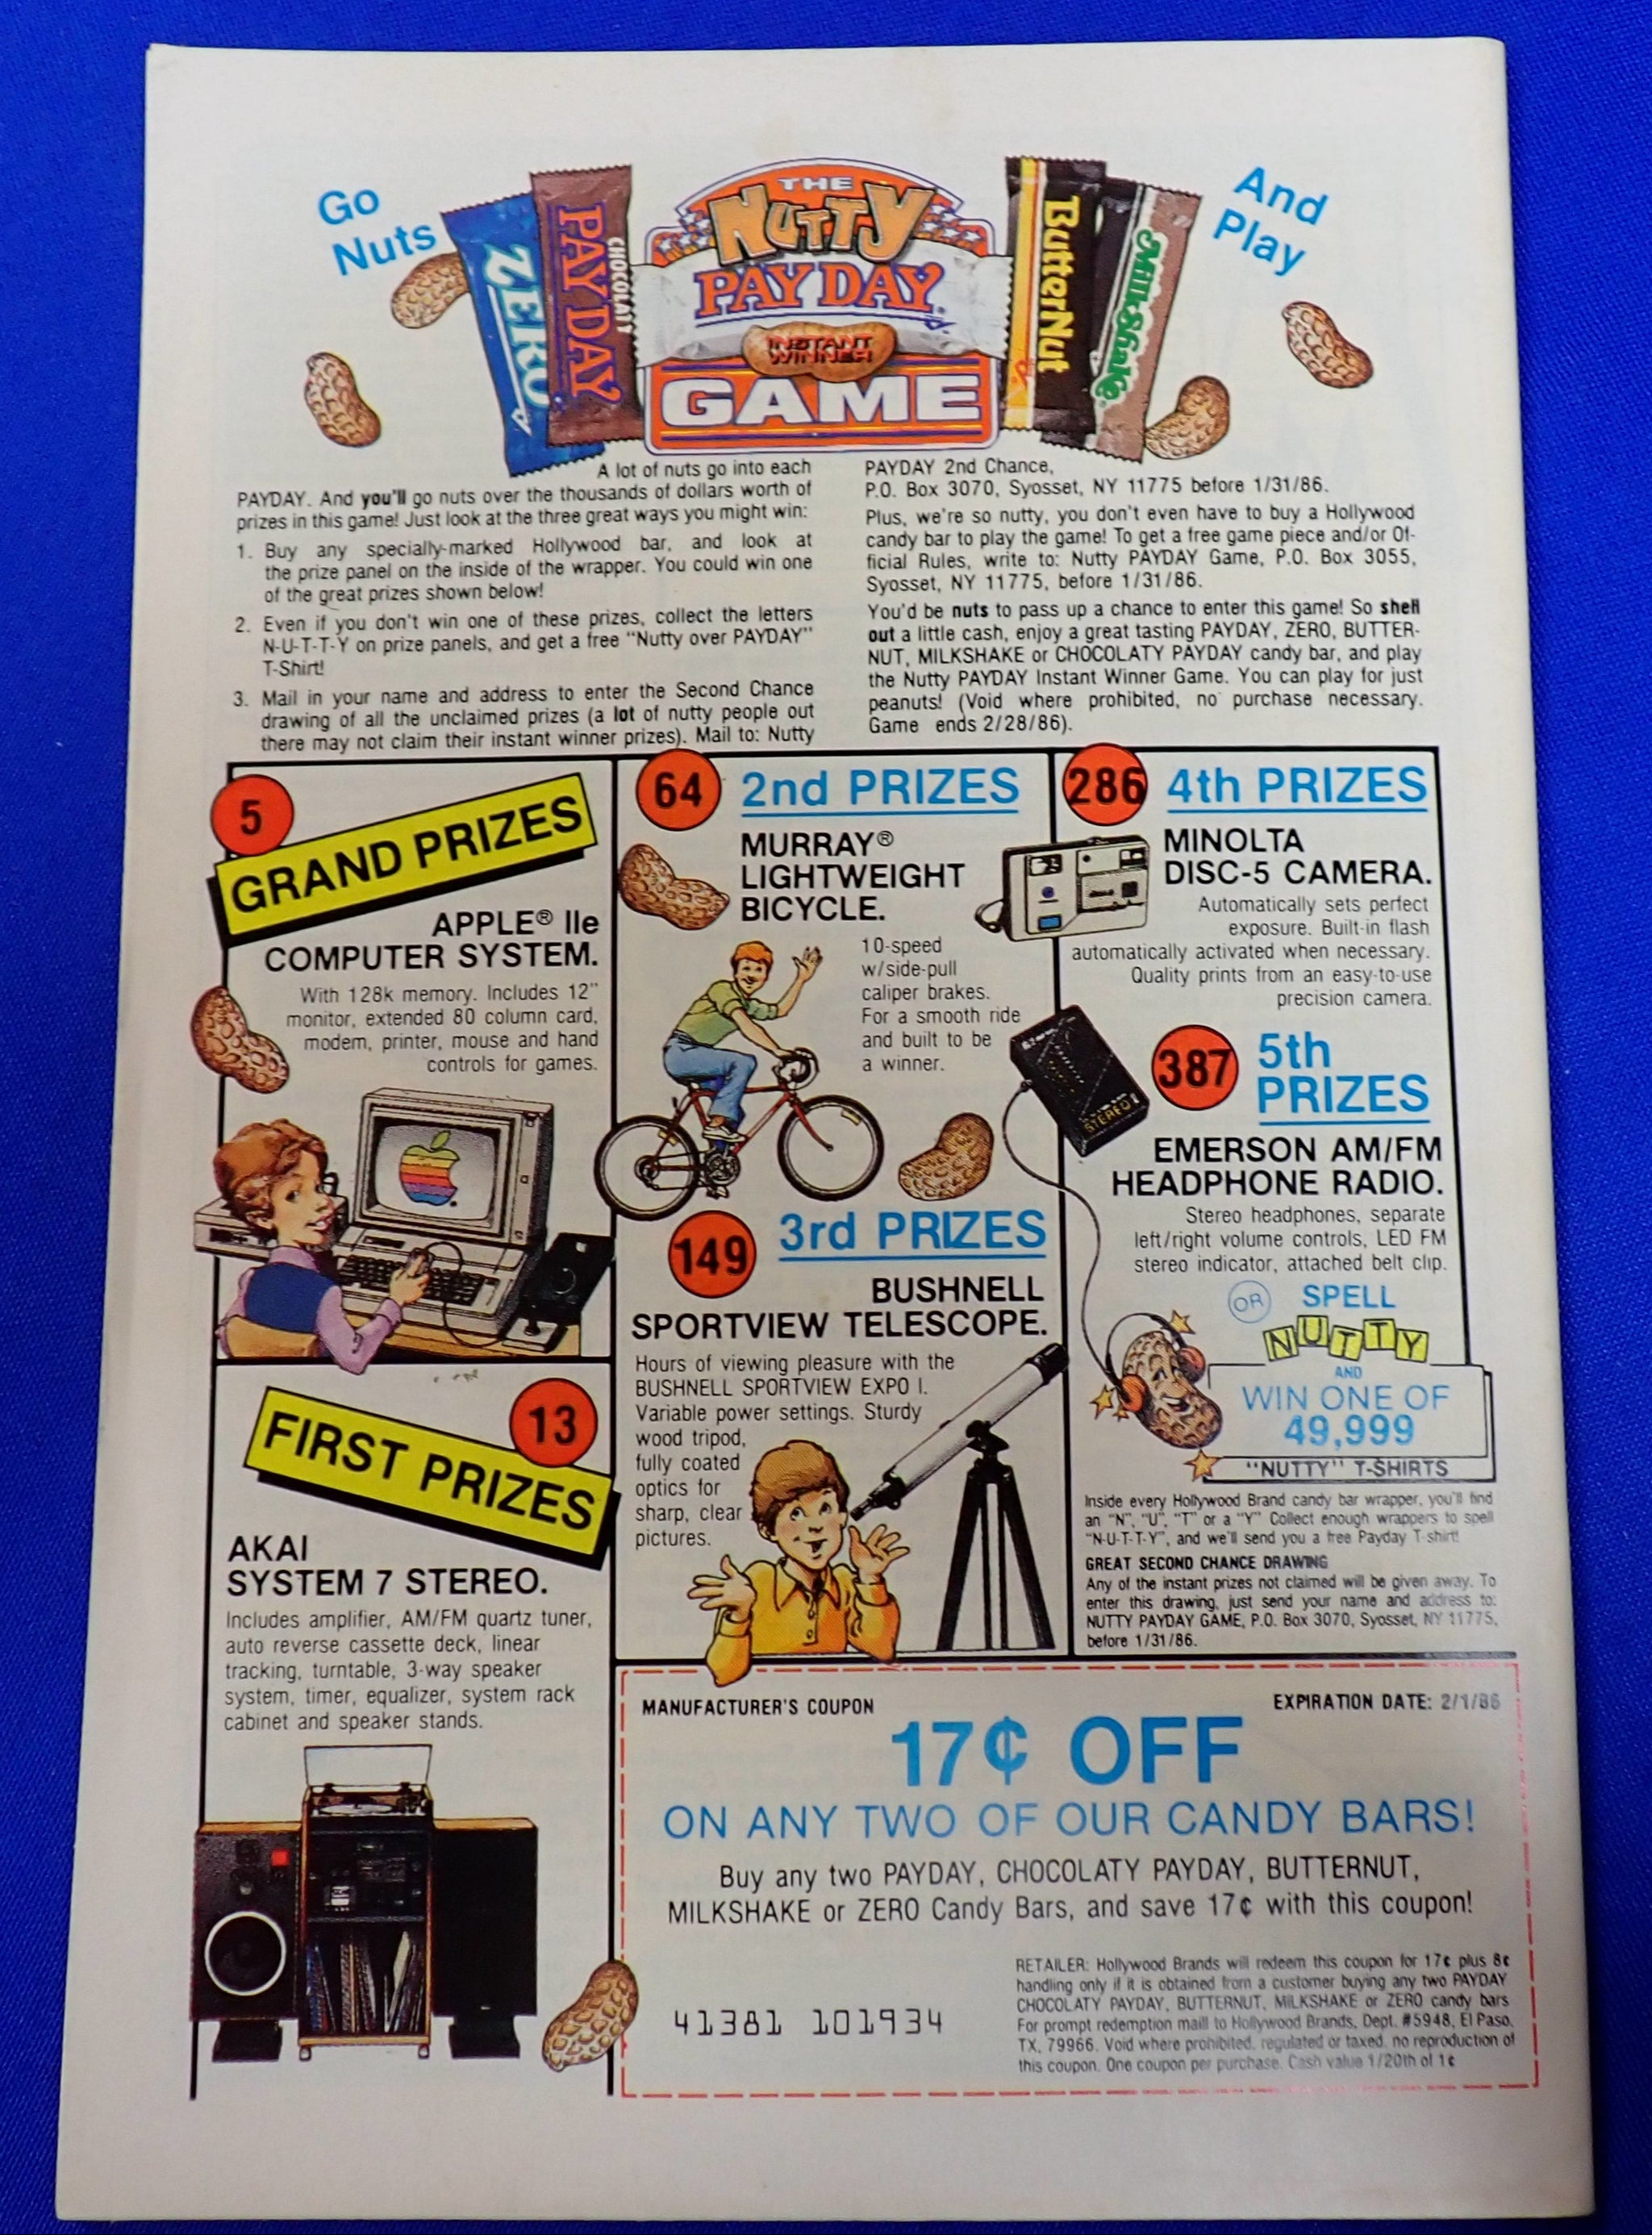 Go
Nuts
And
Play
ZERO
CHOCOLATY
PAY DAY
THE
NUTTY
PAY DAY
INSTANT
WINNER
GAME
ButterNut
MilkShake
A lot of nuts go into each
PAYDAY. And you'll go nuts over the thousands of dollars worth of
prizes in this game! Just look at the three great ways you might win:
1. Buy any specially-marked Hollywood bar, and look at
the prize panel on the inside of the wrapper. You could win one
of the great prizes shown below!
2. Even if you don't win one of these prizes, collect the letters
N-U-T-T-Y on prize panels, and get a free "Nutty over PAYDAY"
T-Shirt!
3. Mail in your name and address to enter the Second Chance
drawing of all the unclaimed prizes (a lot of nutty people out
there may not claim their instant winner prizes). Mail to: Nutty
PAYDAY 2nd Chance,
P.O. Box 3070, Syosset, NY 11775 before 1/31/86.
Plus, we're so nutty, you don't even have to buy a Hollywood
candy bar to play the game! To get a free game piece and/or Of-
ficial Rules, write to: Nutty PAYDAY Game, P.O. Box 3055,
Syosset, NY 11775, before 1/31/86.
You'd be nuts to pass up a chance to enter this game! So shell
out a little cash, enjoy a great tasting PAYDAY, ZERO, BUTTER-
NUT, MILKSHAKE or CHOCOLATY PAYDAY candy bar, and play
the Nutty PAYDAY Instant Winner Game. You can play for just
peanuts! (Void where prohibited, no purchase necessary.
Game ends 2/28/86).
5
GRAND PRIZES
APPLE® IIe
COMPUTER SYSTEM.
With 128k memory. Includes 12"
monitor, extended 80 column card,
modem, printer, mouse and hand
controls for games.
13
FIRST PRIZES
AKAI
SYSTEM 7 STEREO.
Includes amplifier, AM/FM quartz tuner,
auto reverse cassette deck, linear
tracking, turntable, 3-way speaker
system, timer, equalizer, system rack
cabinet and speaker stands.
64
2nd PRIZES
MURRAY®
LIGHTWEIGHT
BICYCLE.
10-speed
w/side-pull
caliper brakes.
For a smooth ride
and built to be
a winner.
149
3rd PRIZES
BUSHNELL
SPORTVIEW TELESCOPE.
Hours of viewing pleasure with the
BUSHNELL SPORTVIEW EXPO I.
Variable power settings. Sturdy
wood tripod,
fully coated
optics for
sharp, clear
pictures.
286
4th PRIZES
MINOLTA
DISC-5 CAMERA.
Automatically sets perfect
exposure. Built-in flash
automatically activated when necessary.
Quality prints from an easy-to-use
precision camera.
STEREO
387
5th
PRIZES
EMERSON AM/FM
HEADPHONE RADIO.
Stereo headphones, separate
left/right volume controls, LED FM
stereo indicator, attached belt clip.
OR SPELL
NUTTY
AND
WIN ONE OF
49,999
"NUTTY" T-SHIRTS
Inside every Hollywood Brand candy bar wrapper, you'll find
an "N", "U", "T" or a "Y" Collect enough wrappers to spell
"N-U-T-T-Y", and we'll send you a free Payday T-shirt!
GREAT SECOND CHANCE DRAWING
Any of the instant prizes not claimed will be given away. To
enter this drawing, just send your name and address to:
NUTTY PAYDAY GAME, P.O. Box 3070, Syosset, NY 11775,
before 1/31/86.
MANUFACTURER'S COUPON
EXPIRATION DATE: 2/1/86
17¢ OFF
ON ANY TWO OF OUR CANDY BARS!
Buy any two PAYDAY, CHOCOLATY PAYDAY, BUTTERNUT,
MILKSHAKE or ZERO Candy Bars, and save 17¢ with this coupon!
41381 101934
RETAILER: Hollywood Brands will redeem this coupon for 17¢ plus 8¢
handling only if it is obtained from a customer buying any two PAYDAY
CHOCOLATY PAYDAY, BUTTERNUT, MILKSHAKE or ZERO candy bars
For prompt redemption maill to Hollywood Brands, Dept. #5948, El Paso,
TX, 79966. Void where prohibited, regulated or taxed, no reproduction of
this coupon. One coupon per purchase. Cash value 1/20th of 1¢